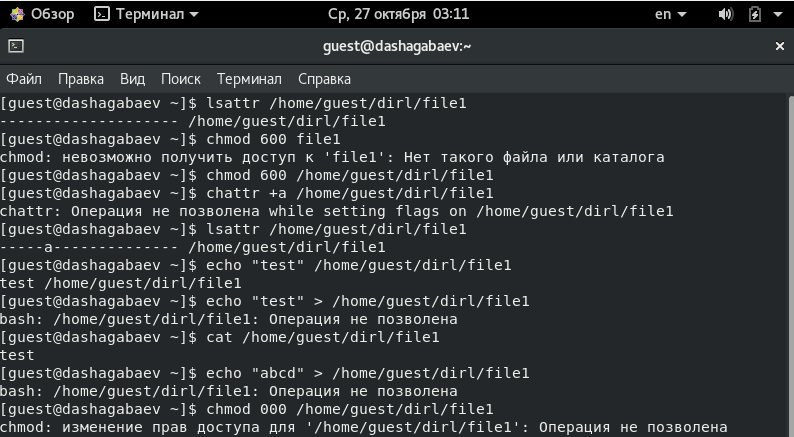 Обзор Терминал Ср, 27 октября 03:11 en
guest@dashagabaev:~
Файл Правка Вид Поиск Терминал Справка
[guest@dashagabaev ~]$ lsattr /home/guest/dirl/file1
-------------------- /home/guest/dirl/file1
[guest@dashagabaev ~]$ chmod 600 file1
chmod: невозможно получить доступ к 'file1': Нет такого файла или каталога
[guest@dashagabaev ~]$ chmod 600 /home/guest/dirl/file1
[guest@dashagabaev ~]$ chattr +a /home/guest/dirl/file1
chattr: Операция не позволена while setting flags on /home/guest/dirl/file1
[guest@dashagabaev ~]$ lsattr /home/guest/dirl/file1
-----a-------------- /home/guest/dirl/file1
[guest@dashagabaev ~]$ echo "test" /home/guest/dirl/file1
test /home/guest/dirl/file1
[guest@dashagabaev ~]$ echo "test" > /home/guest/dirl/file1
bash: /home/guest/dirl/file1: Операция не позволена
[guest@dashagabaev ~]$ cat /home/guest/dirl/file1
test
[guest@dashagabaev ~]$ echo "abcd" > /home/guest/dirl/file1
bash: /home/guest/dirl/file1: Операция не позволена
[guest@dashagabaev ~]$ chmod 000 /home/guest/dirl/file1
chmod: изменение прав доступа для '/home/guest/dirl/file1': Операция не позволена